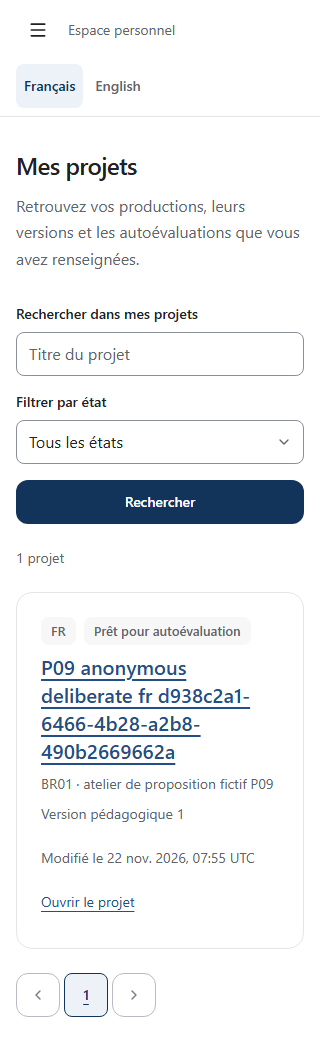 Espace personnel
Français English
Mes projets
Retrouvez vos productions, leurs
versions et les autoévaluations que vous
avez renseignées.
Rechercher dans mes projets
Titre du projet
Filtrer par état
Tous les états
Rechercher
1 projet
FR Prêt pour autoévaluation
P09 anonymous
deliberate fr d938c2a1-
6466-4b28-a2b8-
490b2669662a
BR01 · atelier de proposition fictif P09
Version pédagogique 1
Modifié le 22 nov. 2026, 07:55 UTC
Ouvrir le projet
1